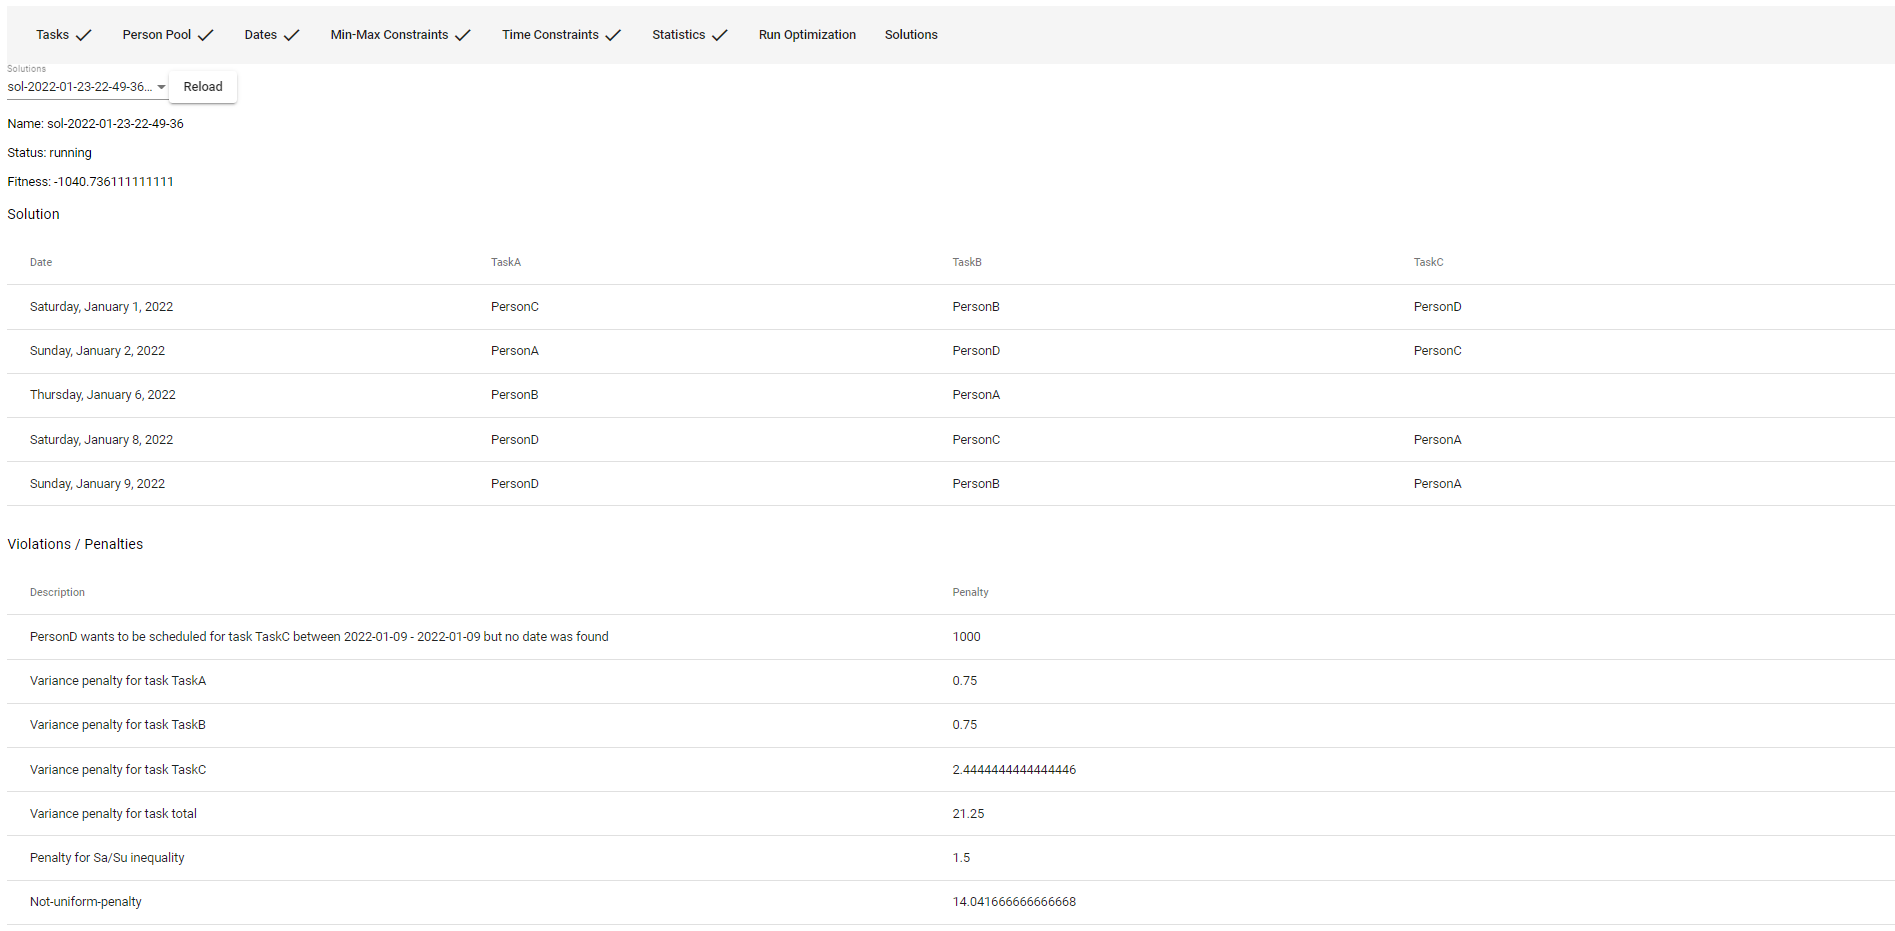 Tasks Person Pool Dates Min-Max Constraints Time Constraints Statistics Run Optimization Solutions
Solutions
sol-2022-01-23-22-49-36... Reload
Name: sol-2022-01-23-22-49-36
Status: running
Fitness: -1040.736111111111
Solution
Date TaskA TaskB TaskC
Saturday, January 1, 2022 PersonC PersonB PersonD
Sunday, January 2, 2022 PersonA PersonD PersonC
Thursday, January 6, 2022 PersonB PersonA
Saturday, January 8, 2022 PersonD PersonC PersonA
Sunday, January 9, 2022 PersonD PersonB PersonA
Violations / Penalties
Description Penalty
PersonD wants to be scheduled for task TaskC between 2022-01-09 - 2022-01-09 but no date was found 1000
Variance penalty for task TaskA 0.75
Variance penalty for task TaskB 0.75
Variance penalty for task TaskC 2.4444444444444446
Variance penalty for task total 21.25
Penalty for Sa/Su inequality 1.5
Not-uniform-penalty 14.041666666666668